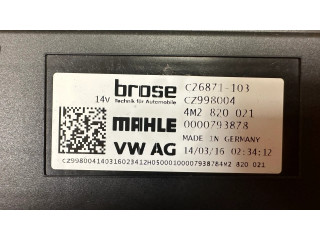 brose C26871-103
14V Technik für Automobile CZ998004
4M2 820 021
MAHLE 0000793878
MADE IN GERMANY
VW AG 14/03/16 02:34:12
CZ998004140316023412H05000100007938784M2 820 021